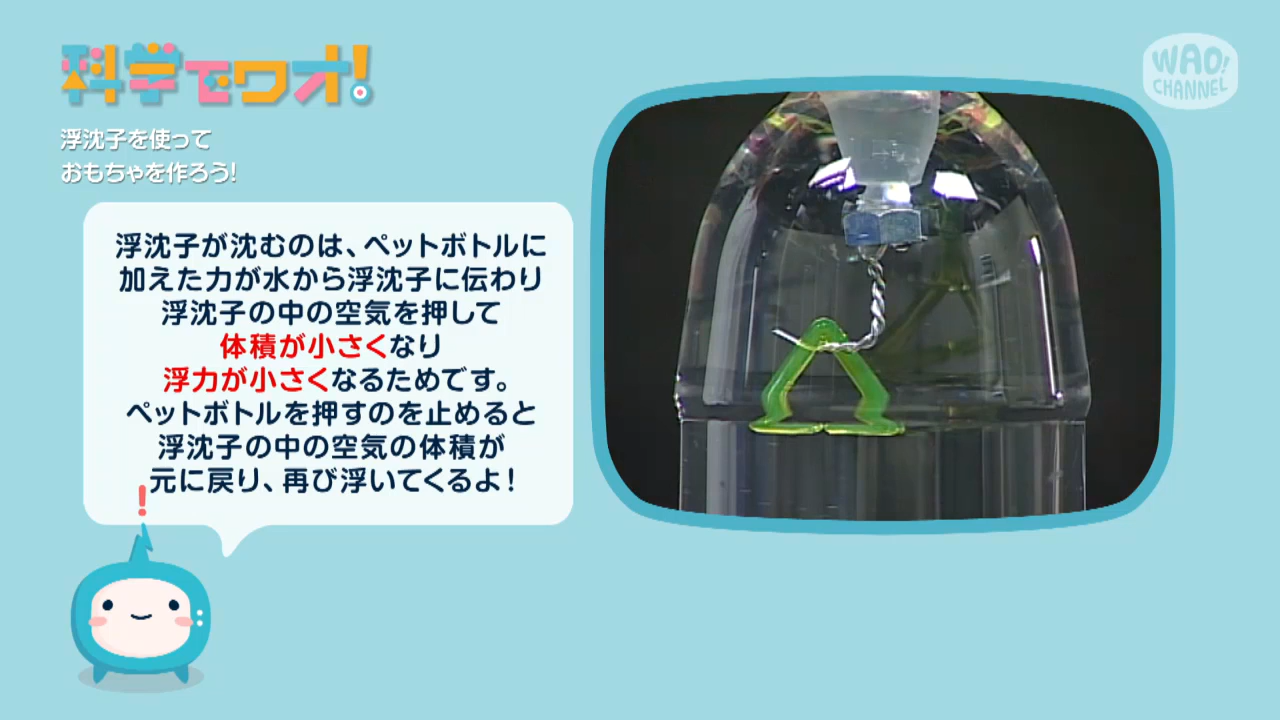 科学でワオ!
WAO!
CHANNEL
浮沈子を使って
おもちゃを作ろう!
浮沈子が沈むのは、ペットボトルに
加えた力が水から浮沈子に伝わり
浮沈子の中の空気を押して
体積が小さくなり
浮力が小さくなるためです。
ペットボトルを押すのを止めると
浮沈子の中の空気の体積が
元に戻り、再び浮いてくるよ!
!